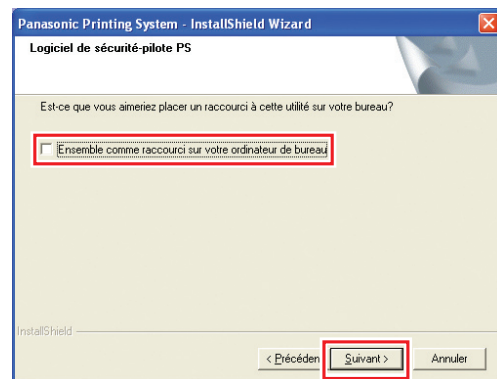 Panasonic Printing System - InstallShield Wizard
Logiciel de sécurité-pilote PS
Est-ce que vous aimeriez placer un raccourci à cette utilité sur votre bureau?
Ensemble comme raccourci sur votre ordinateur de bureau
InstallShield
< Précéden Suivant > Annuler